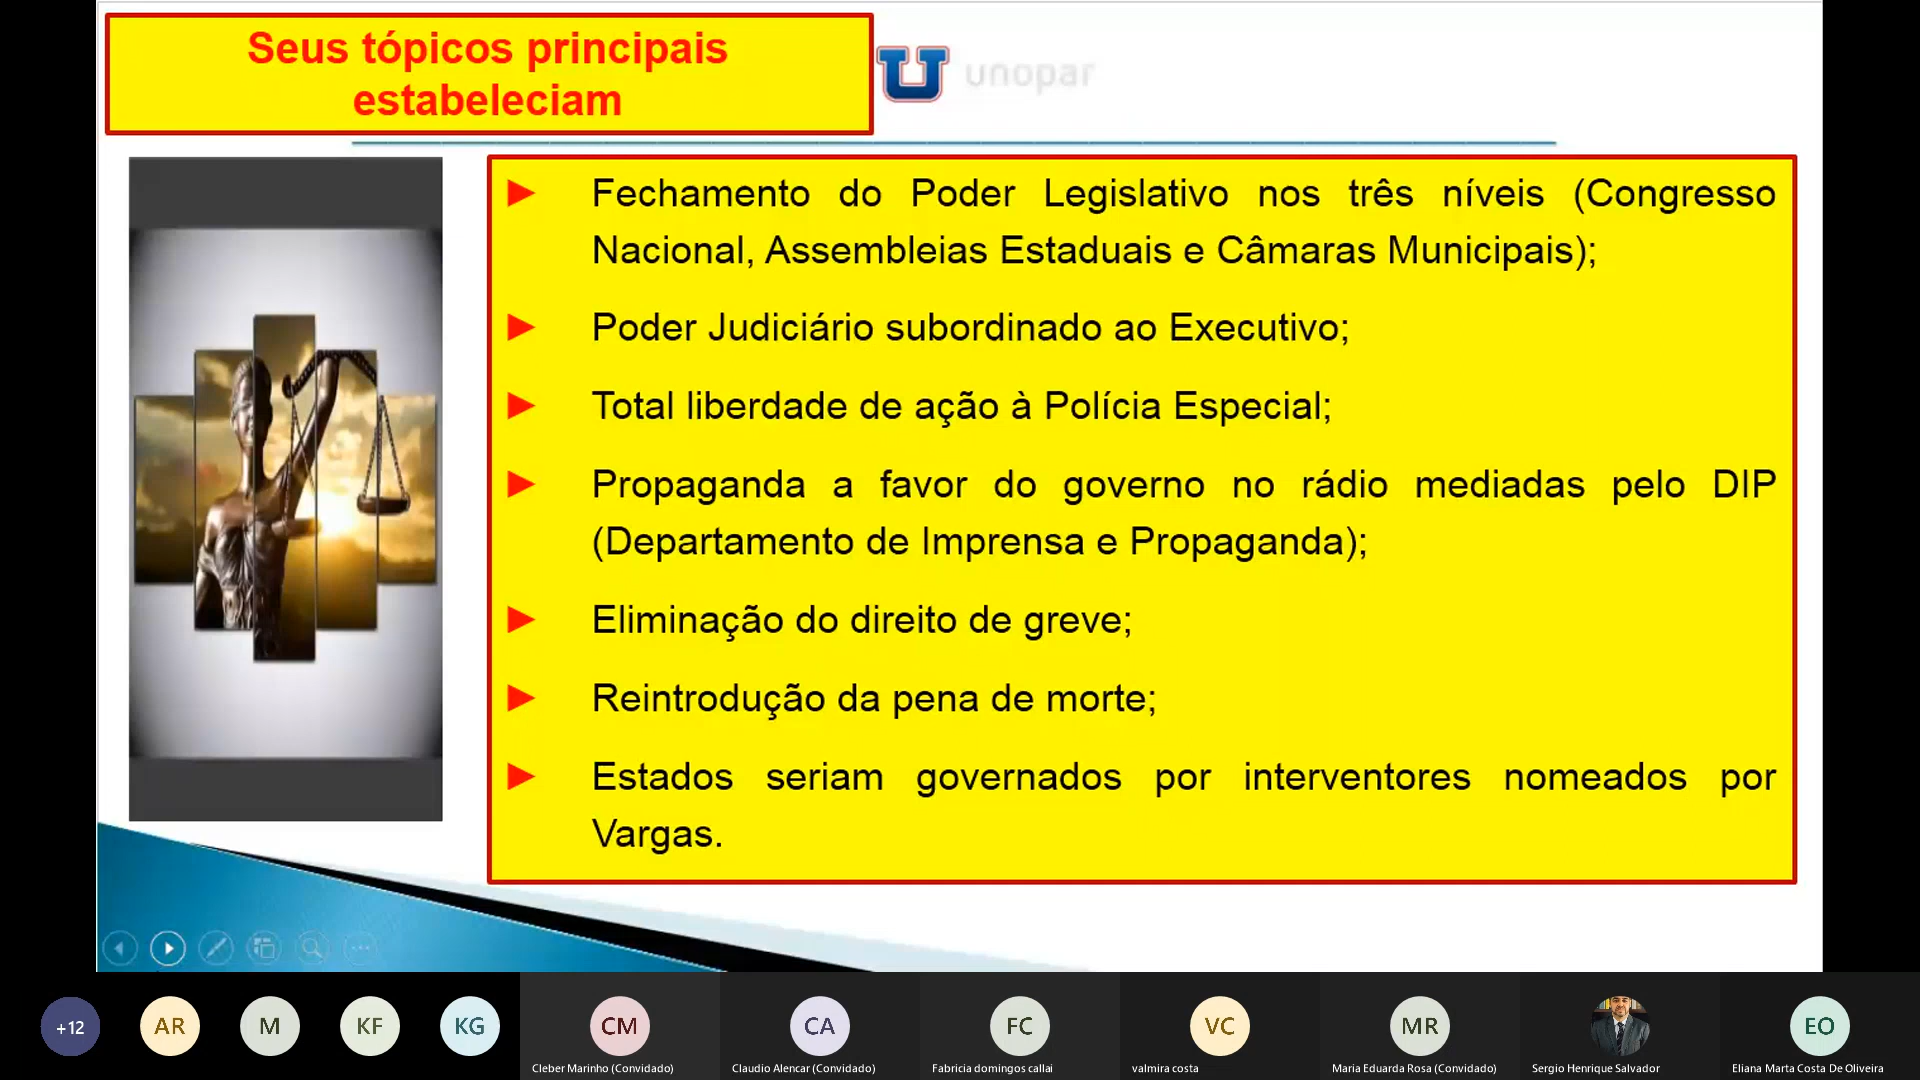 Seus tópicos principais
estabeleciam
unopar
Fechamento do Poder Legislativo nos três níveis (Congresso
Nacional, Assembleias Estaduais e Câmaras Municipais);
Poder Judiciário subordinado ao Executivo;
Total liberdade de ação à Polícia Especial;
Propaganda a favor do governo no rádio mediadas pelo DIP
(Departamento de Imprensa e Propaganda);
Eliminação do direito de greve;
Reintrodução da pena de morte;
Estados seriam governados por interventores nomeados por
Vargas.
+12
AR
M
KF
KG
CM
CA
FC
VC
MR
EO
Cleber Marinho (Convidado)
Claudio Alencar (Convidado)
Fabricia domingos callai
valmira costa
Maria Eduarda Rosa (Convidado)
Sergio Henrique Salvador
Eliana Marta Costa De Oliveira